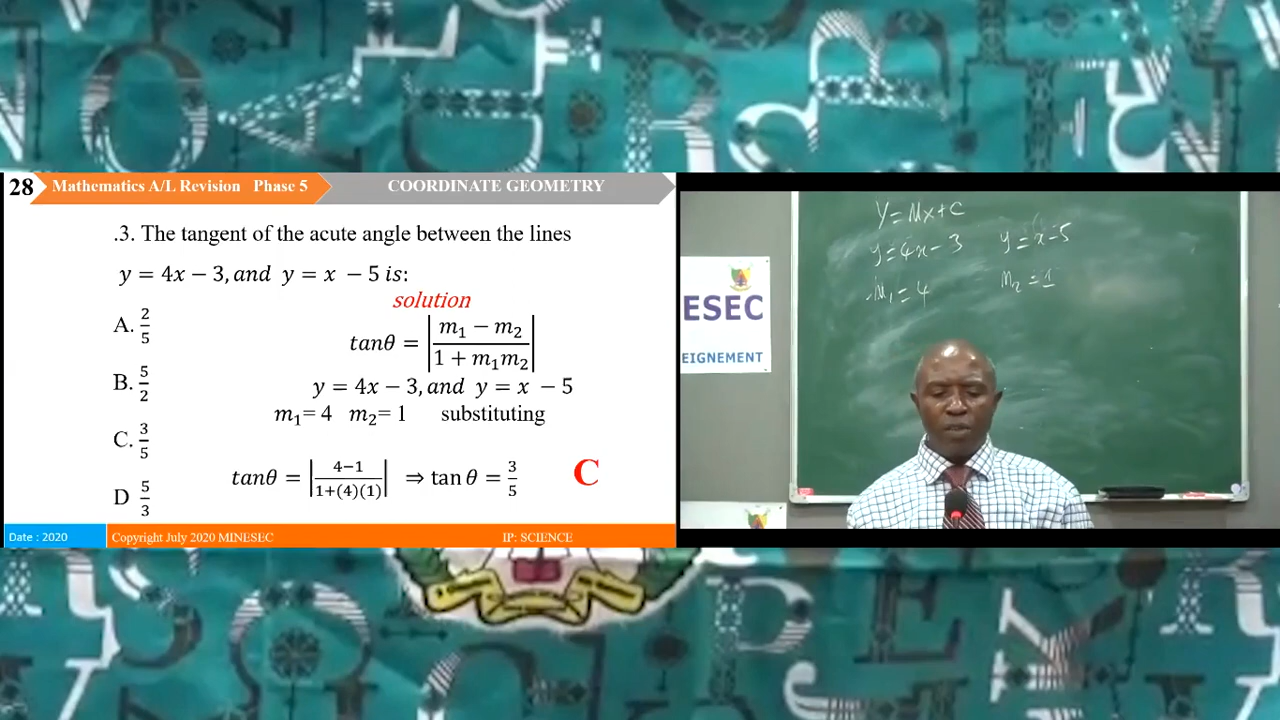 28 Mathematics A/L Revision Phase 5 COORDINATE GEOMETRY
.3. The tangent of the acute angle between the lines
y = 4x − 3, and y = x − 5 is:
solution
A. 2/5
tanθ = |(m₁ − m₂)/(1 + m₁m₂)|
B. 5/2
y = 4x − 3, and y = x − 5
m₁= 4 m₂= 1 substituting
C. 3/5
tanθ = |(4−1)/(1+(4)(1))| ⇒ tan θ = 3/5 C
D 5/3
Date : 2020 Copyright July 2020 MINESEC IP: SCIENCE
Y = Mx+C
y = 4x − 3 y = x − 5
M₁ = 4 m₂ = 1
ESEC
EIGNEMENT